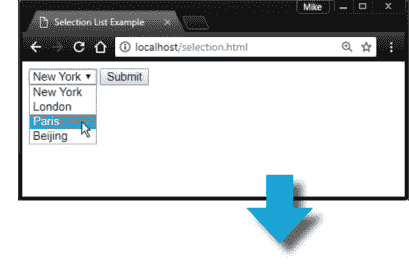 Mike
Selection List Example
localhost/selection.html
New York Submit
New York
London
Paris
Beijing